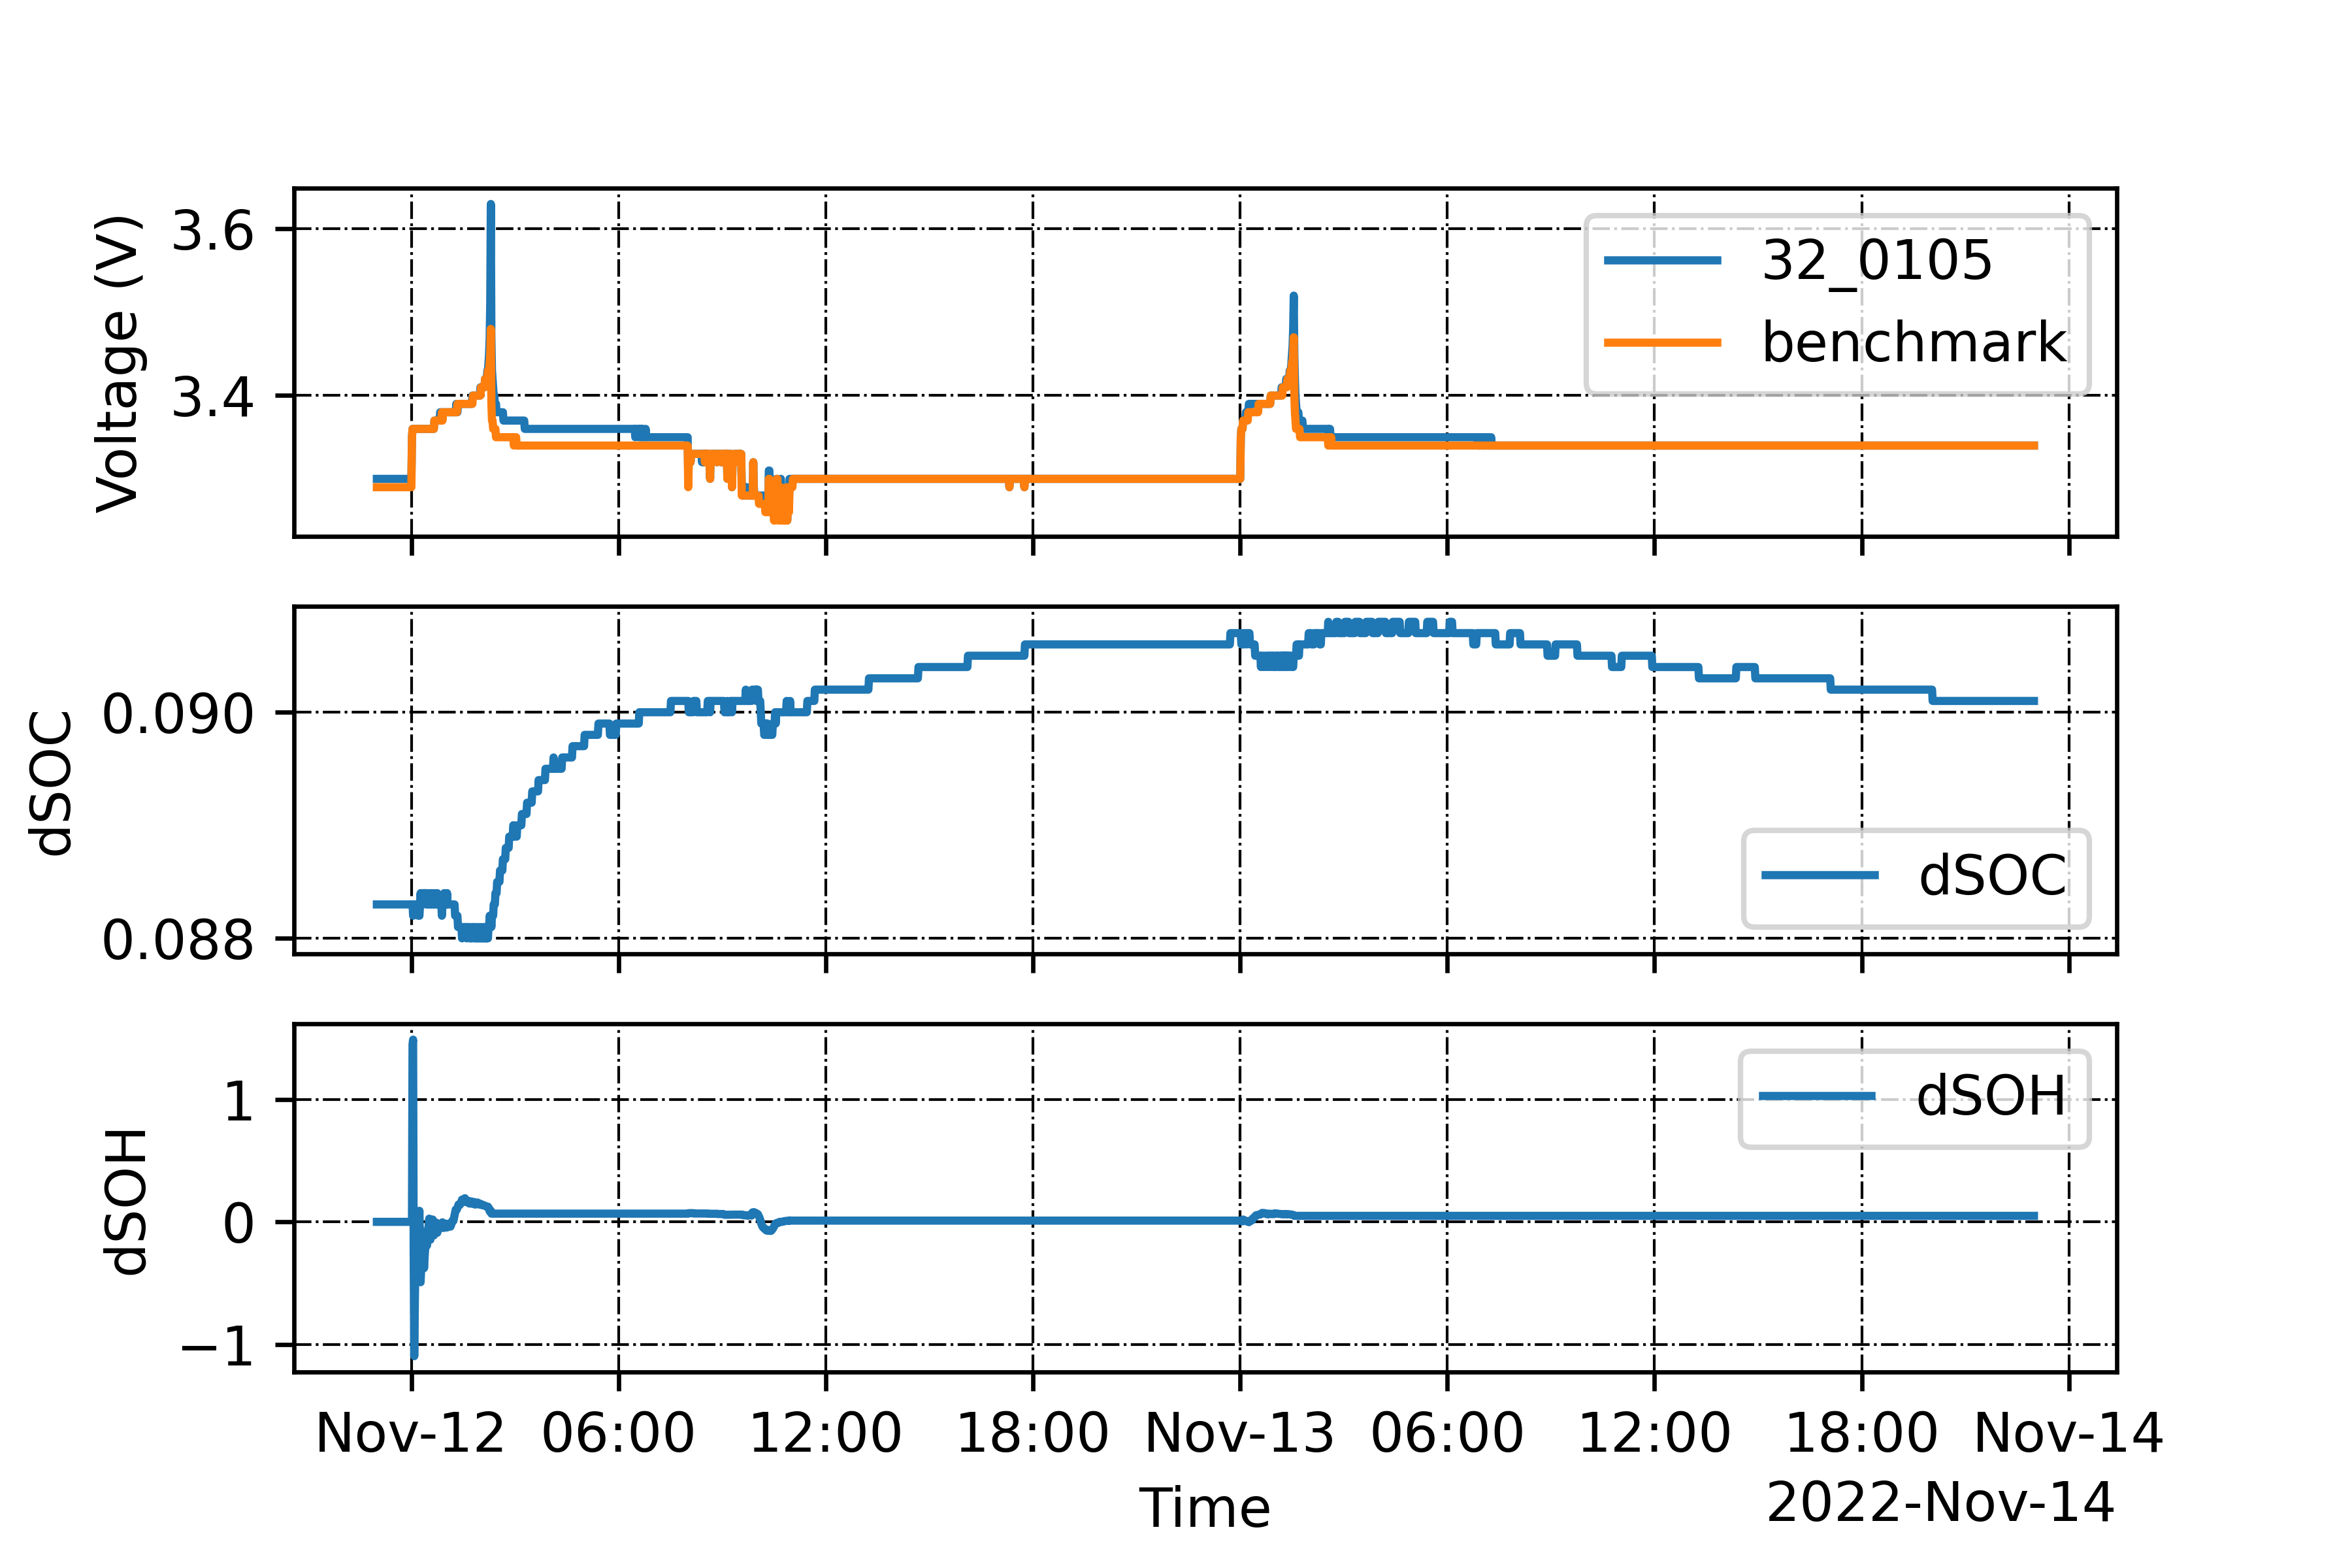 Voltage (V)
3.6
3.4
32_0105
benchmark
dSOC
0.090
0.088
dSOC
dSOH
1
0
−1
dSOH
Nov-12 06:00 12:00 18:00 Nov-13 06:00 12:00 18:00 Nov-14
Time
2022-Nov-14